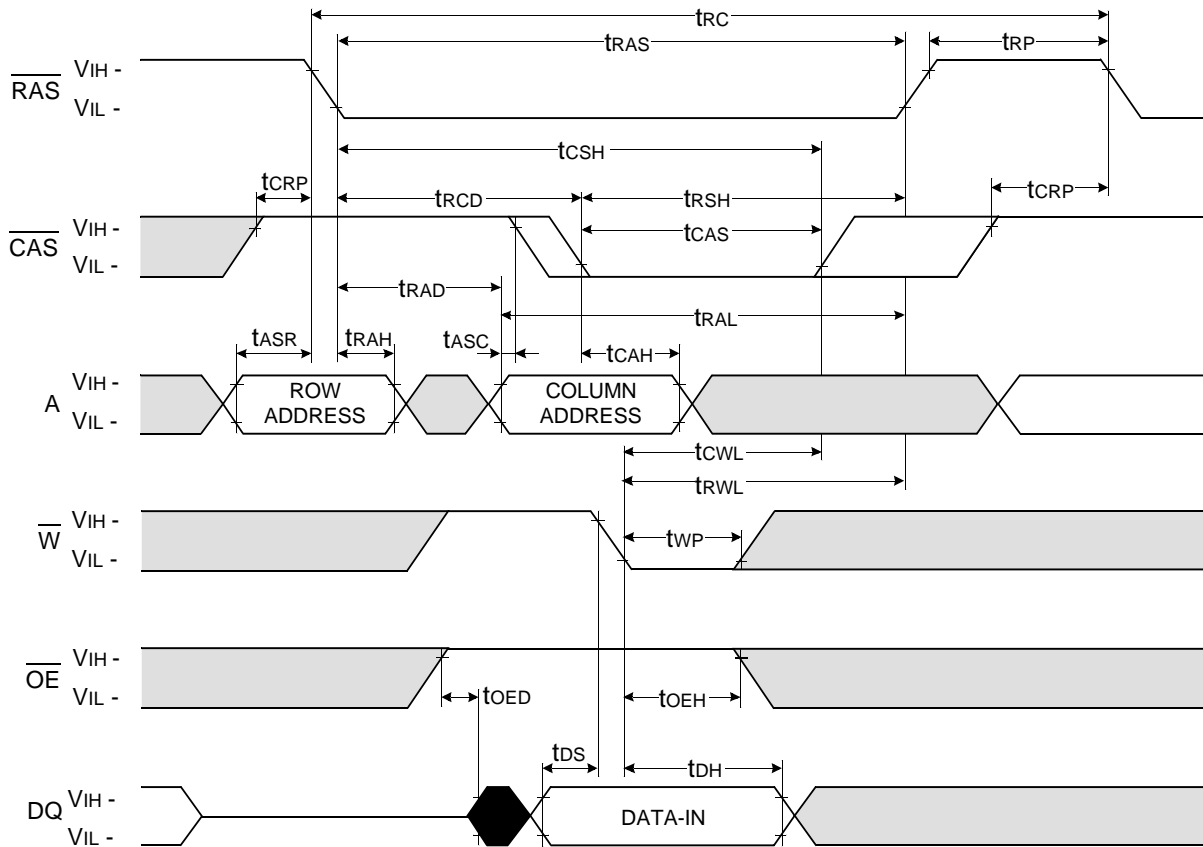 tRC
tRAS
tRP
RAS
VIH -
VIL -
tCSH
tCRP
tRCD
tRSH
tCRP
CAS
VIH -
VIL -
tCAS
tRAD
tRAL
tASR
tRAH
tASC
tCAH
A
VIH -
VIL -
ROW
ADDRESS
COLUMN
ADDRESS
tCWL
tRWL
W
VIH -
VIL -
tWP
OE
VIH -
VIL -
tOED
tOEH
tDS
tDH
DQ
VIH -
VIL -
DATA-IN